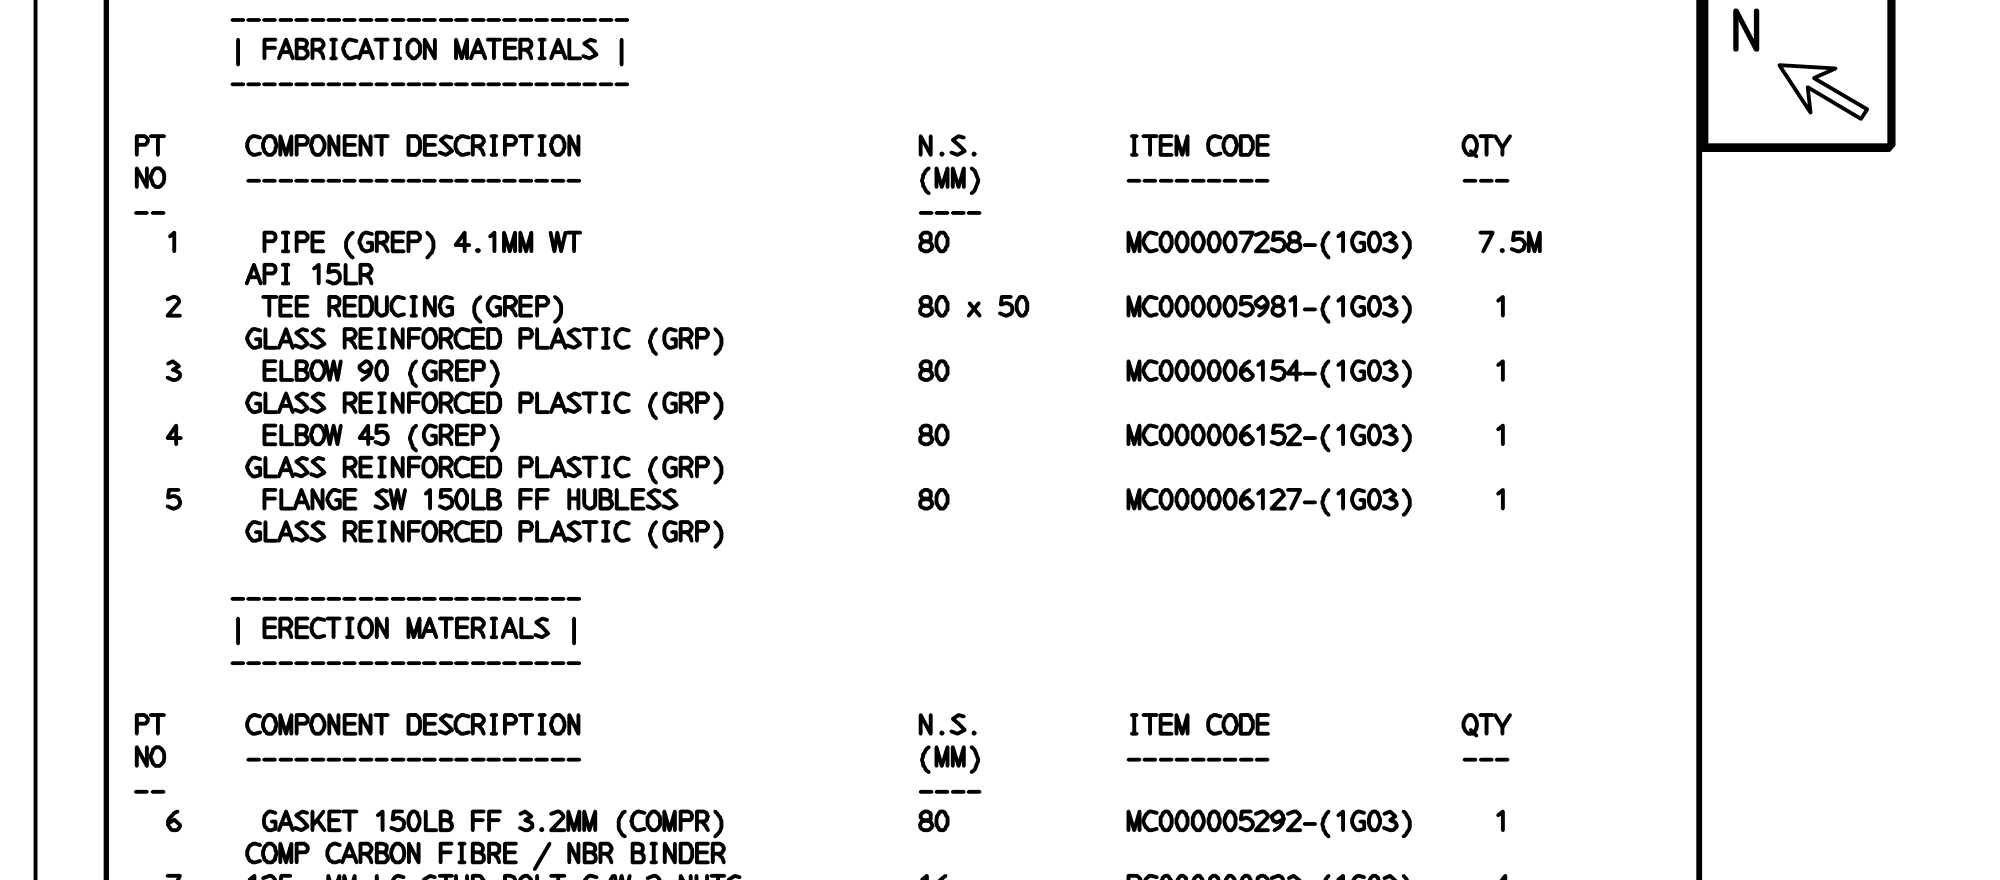 ------------------------- 
| FABRICATION MATERIALS |
-------------------------
N
PT COMPONENT DESCRIPTION N.S. ITEM CODE QTY
NO --------------------- (MM) --------- ---
-- ----
1 PIPE (GREP) 4.1MM WT 80 MC000007258-(1G03) 7.5M
API 15LR
2 TEE REDUCING (GREP) 80 x 50 MC000005981-(1G03) 1
GLASS REINFORCED PLASTIC (GRP)
3 ELBOW 90 (GREP) 80 MC000006154-(1G03) 1
GLASS REINFORCED PLASTIC (GRP)
4 ELBOW 45 (GREP) 80 MC000006152-(1G03) 1
GLASS REINFORCED PLASTIC (GRP)
5 FLANGE SW 150LB FF HUBLESS 80 MC000006127-(1G03) 1
GLASS REINFORCED PLASTIC (GRP)
----------------------
| ERECTION MATERIALS |
----------------------
PT COMPONENT DESCRIPTION N.S. ITEM CODE QTY
NO --------------------- (MM) --------- ---
-- ----
6 GASKET 150LB FF 3.2MM (COMPR) 80 MC000005292-(1G03) 1
COMP CARBON FIBRE / NBR BINDER